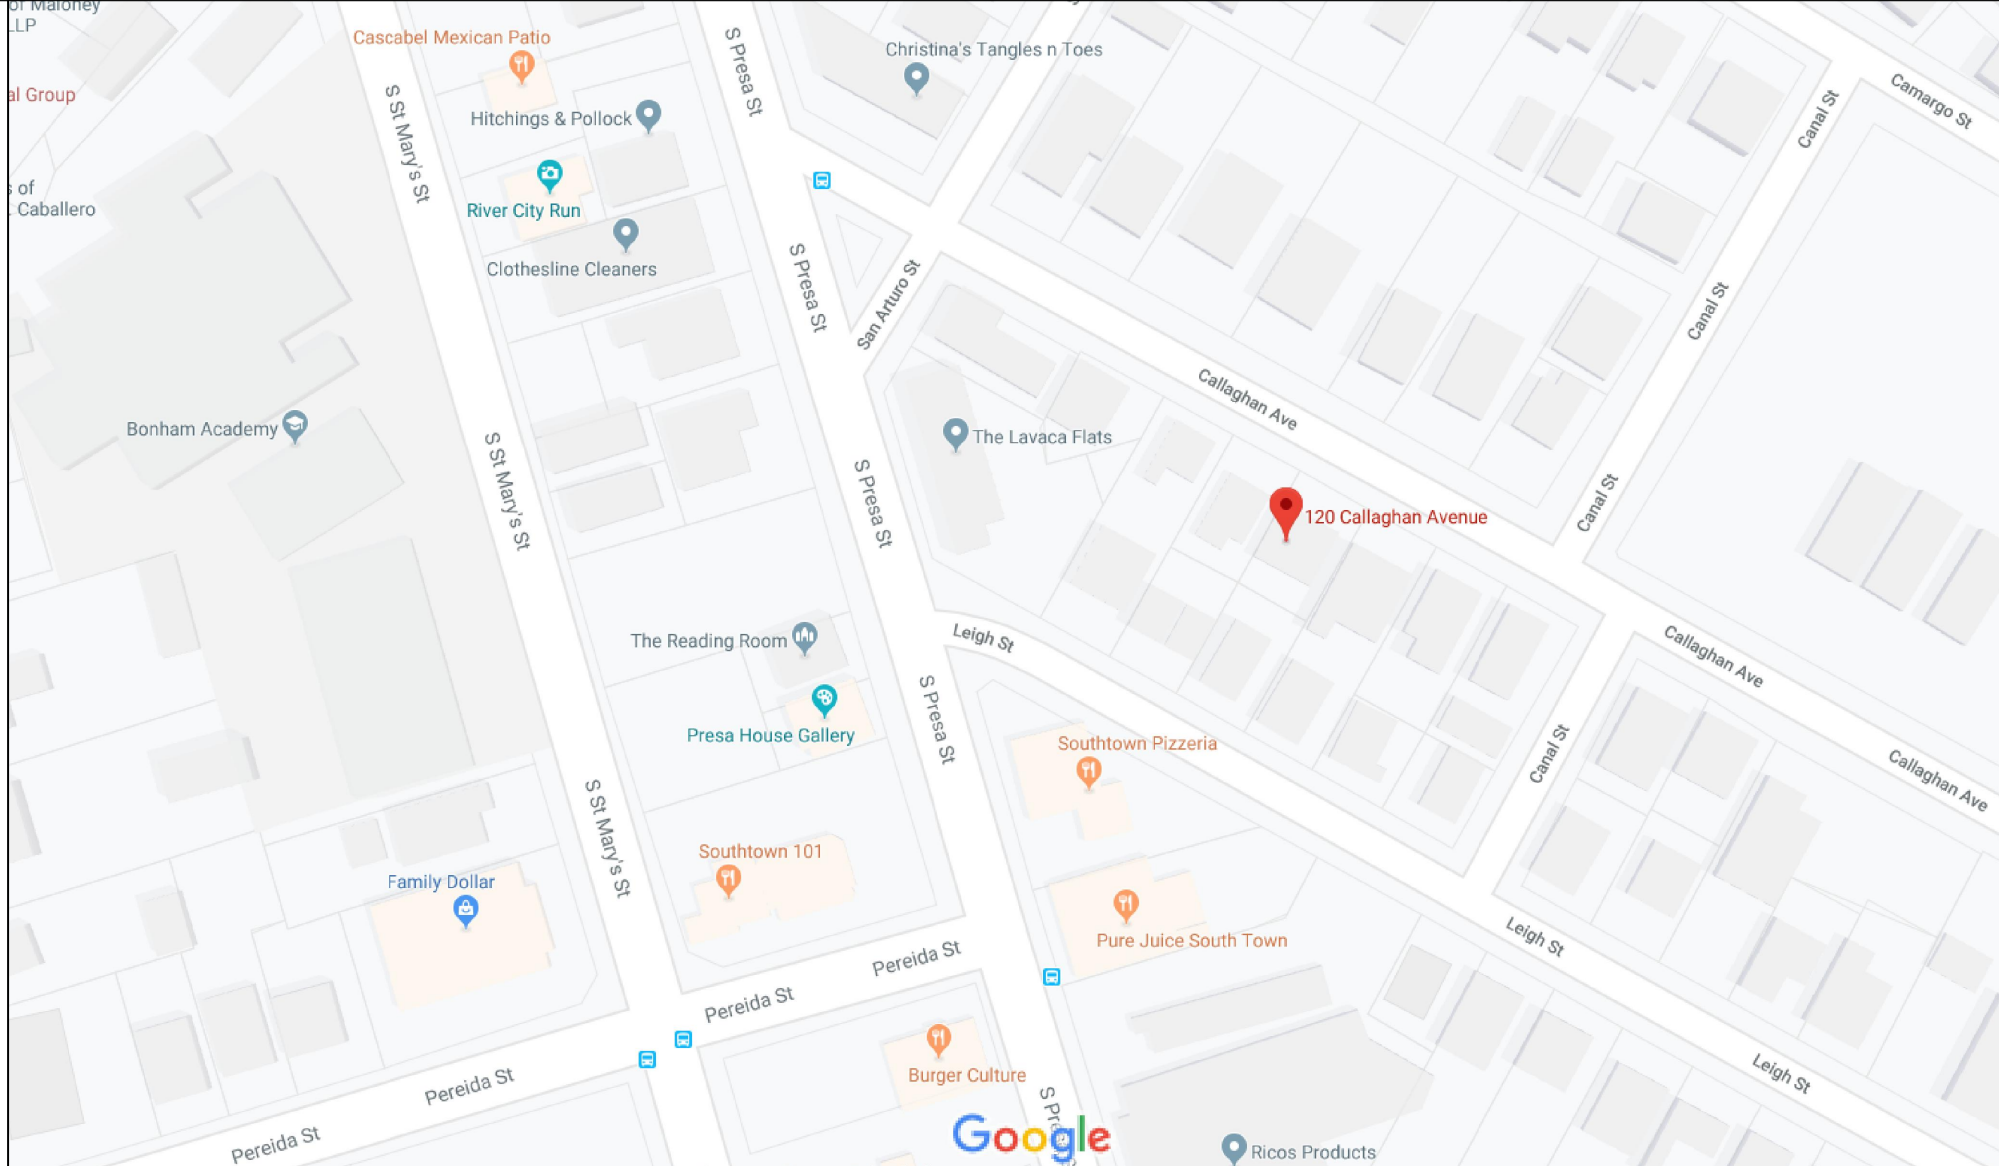 of Maloney
LLP
al Group
s of
Caballero
Cascabel Mexican Patio
Hitchings & Pollock
River City Run
Clothesline Cleaners
Christina's Tangles n Toes
S St Mary's St
S Presa St
S Presa St
San Arturo St
Callaghan Ave
Canal St
Camargo St
Canal St
Canal St
Bonham Academy
S St Mary's St
S Presa St
The Lavaca Flats
120 Callaghan Avenue
The Reading Room
Leigh St
Callaghan Ave
Presa House Gallery
S Presa St
Southtown Pizzeria
Canal St
Callaghan Ave
S St Mary's St
Southtown 101
Family Dollar
Pure Juice South Town
Leigh St
Pereida St
Pereida St
Burger Culture
Pereida St
Leigh St
Pereida St
S Pre
Google
Ricos Products